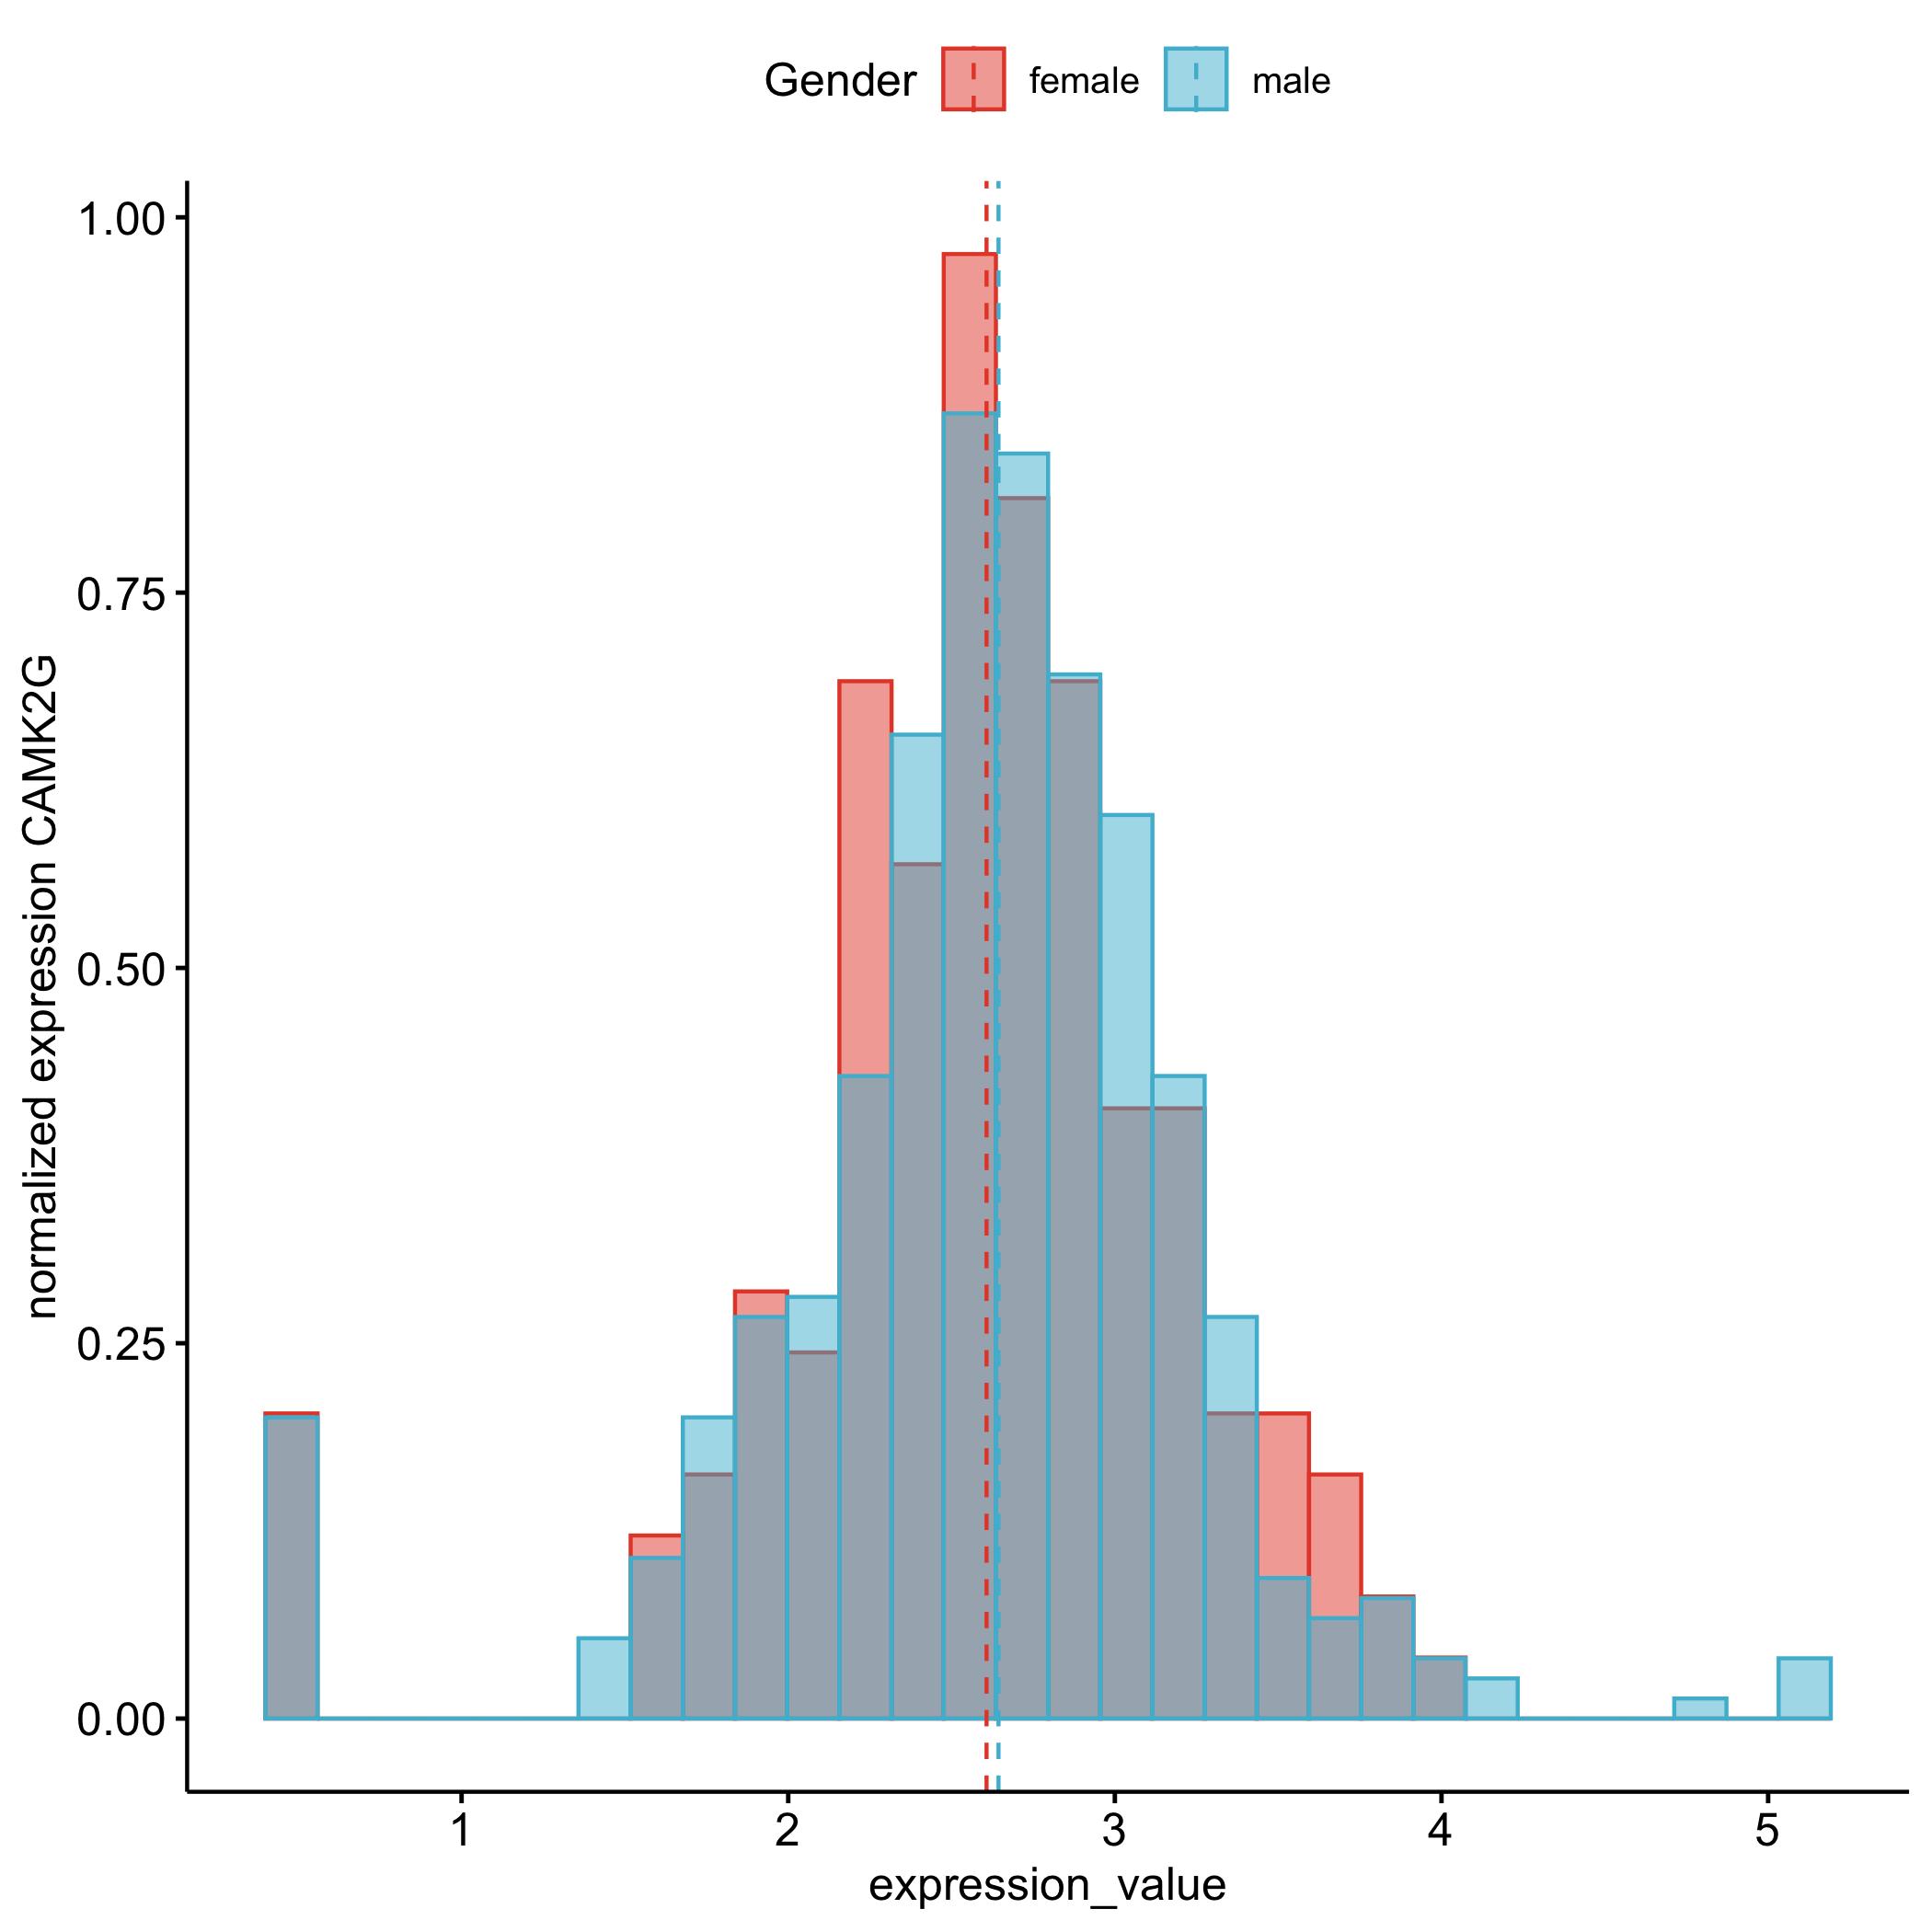 Gender female male
1.00
0.75
0.50
0.25
0.00
normalized expression CAMK2G
1 2 3 4 5
expression_value